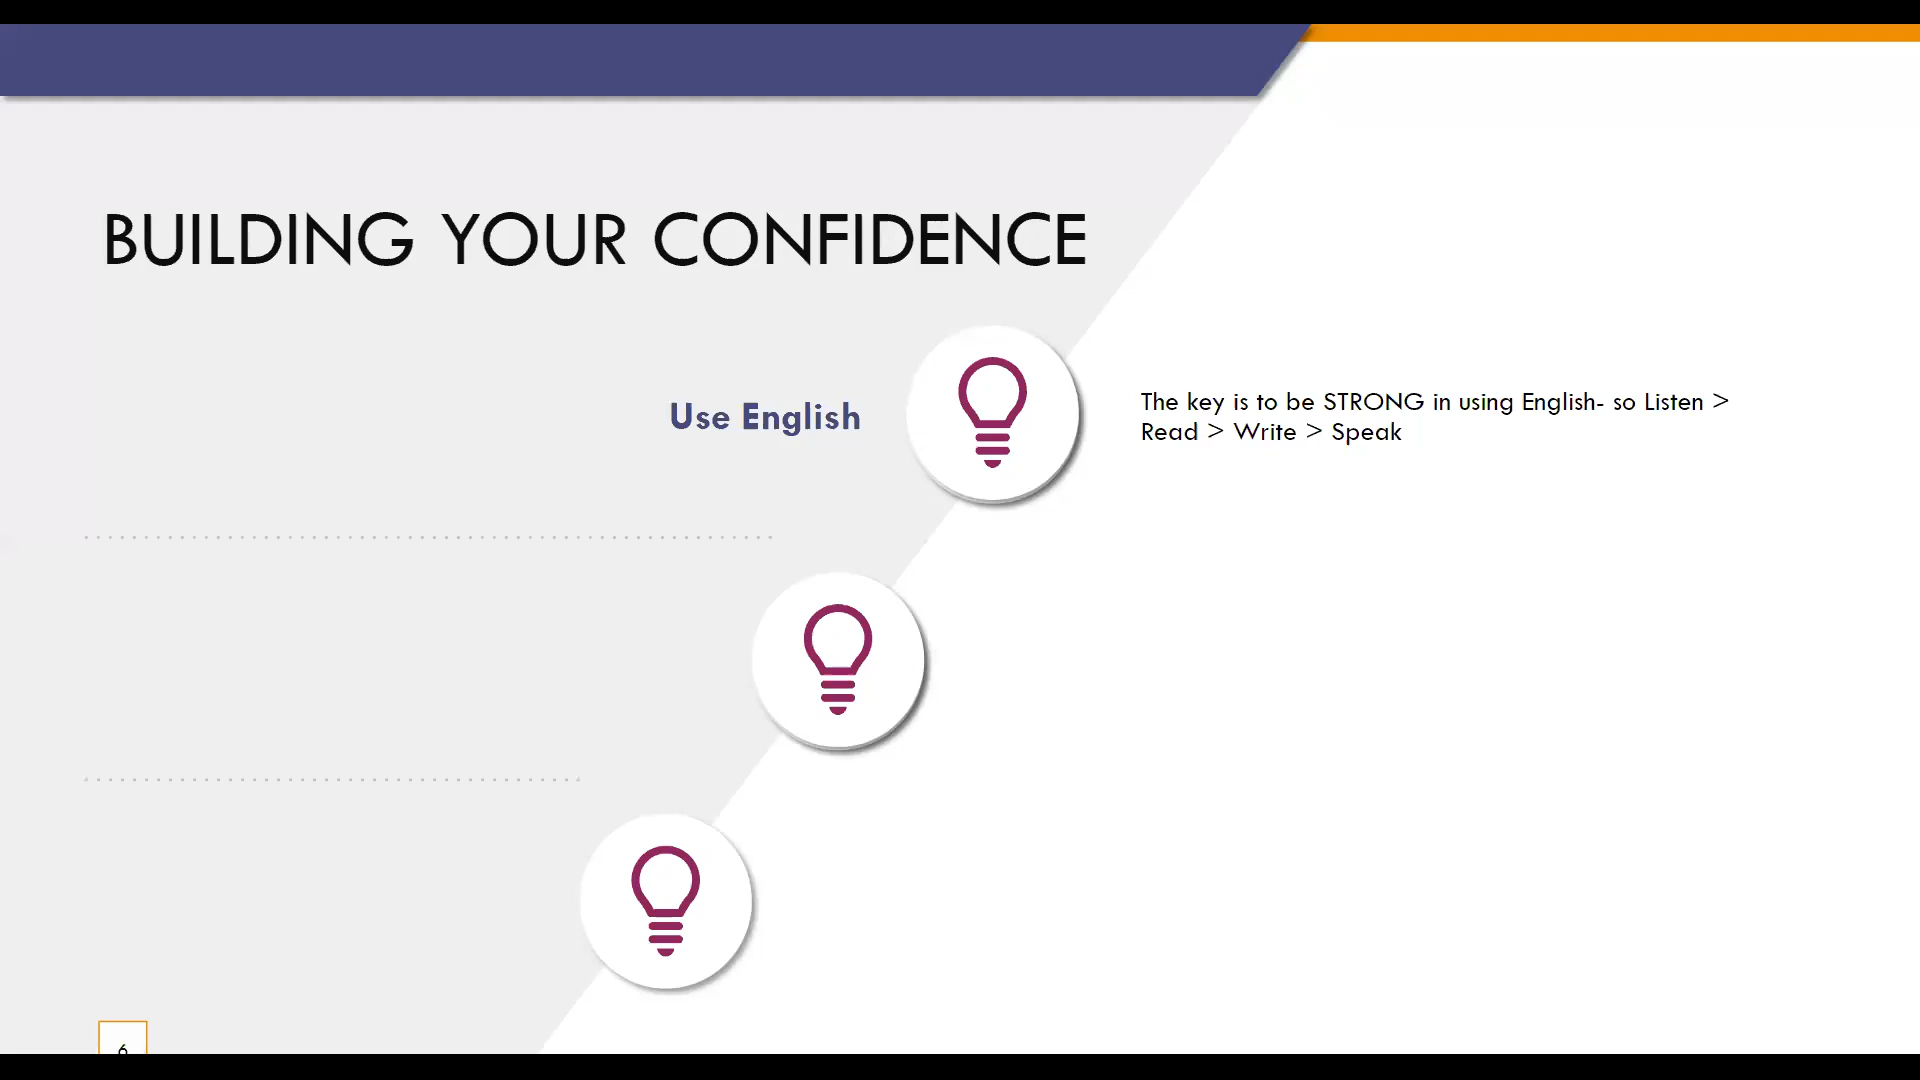 BUILDING YOUR CONFIDENCE
Use English
The key is to be STRONG in using English- so Listen >
Read > Write > Speak
6